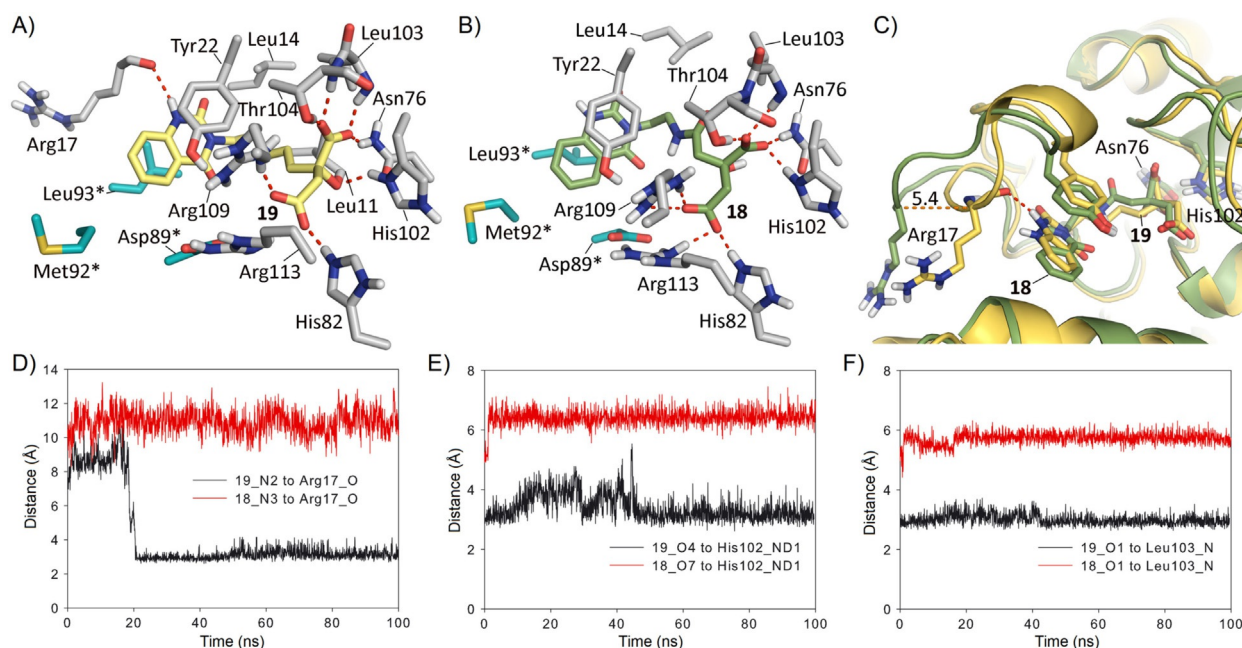 A)
Tyr22
Leu14
Leu103
Thr104
Asn76
Arg17
Leu93*
Arg109
19
Leu11
His102
Met92*
Asp89*
Arg113
His82
B)
Leu14
Leu103
Tyr22
Thr104
Asn76
Leu93*
Arg109
18
His102
Met92*
Asp89*
Arg113
His82
C)
Asn76
5.4
Arg17
19
His102
18
D)
14
12
10
8
6
4
2
0
Distance (Å)
19_N2 to Arg17_O
18_N3 to Arg17_O
0 20 40 60 80 100
Time (ns)
E)
8
6
4
2
0
Distance (Å)
19_O4 to His102_ND1
18_O7 to His102_ND1
0 20 40 60 80 100
Time (ns)
F)
8
6
4
2
0
Distance (Å)
19_O1 to Leu103_N
18_O1 to Leu103_N
0 20 40 60 80 100
Time (ns)